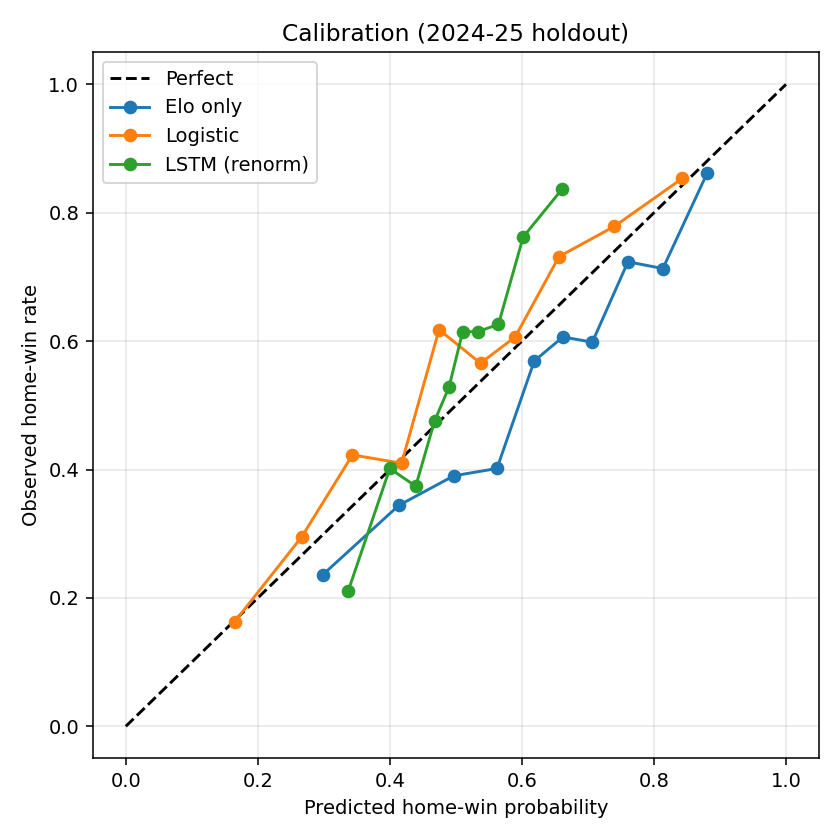 Calibration (2024-25 holdout)
Perfect
Elo only
Logistic
LSTM (renorm)
Observed home-win rate
1.0
0.8
0.6
0.4
0.2
0.0
0.0 0.2 0.4 0.6 0.8 1.0
Predicted home-win probability